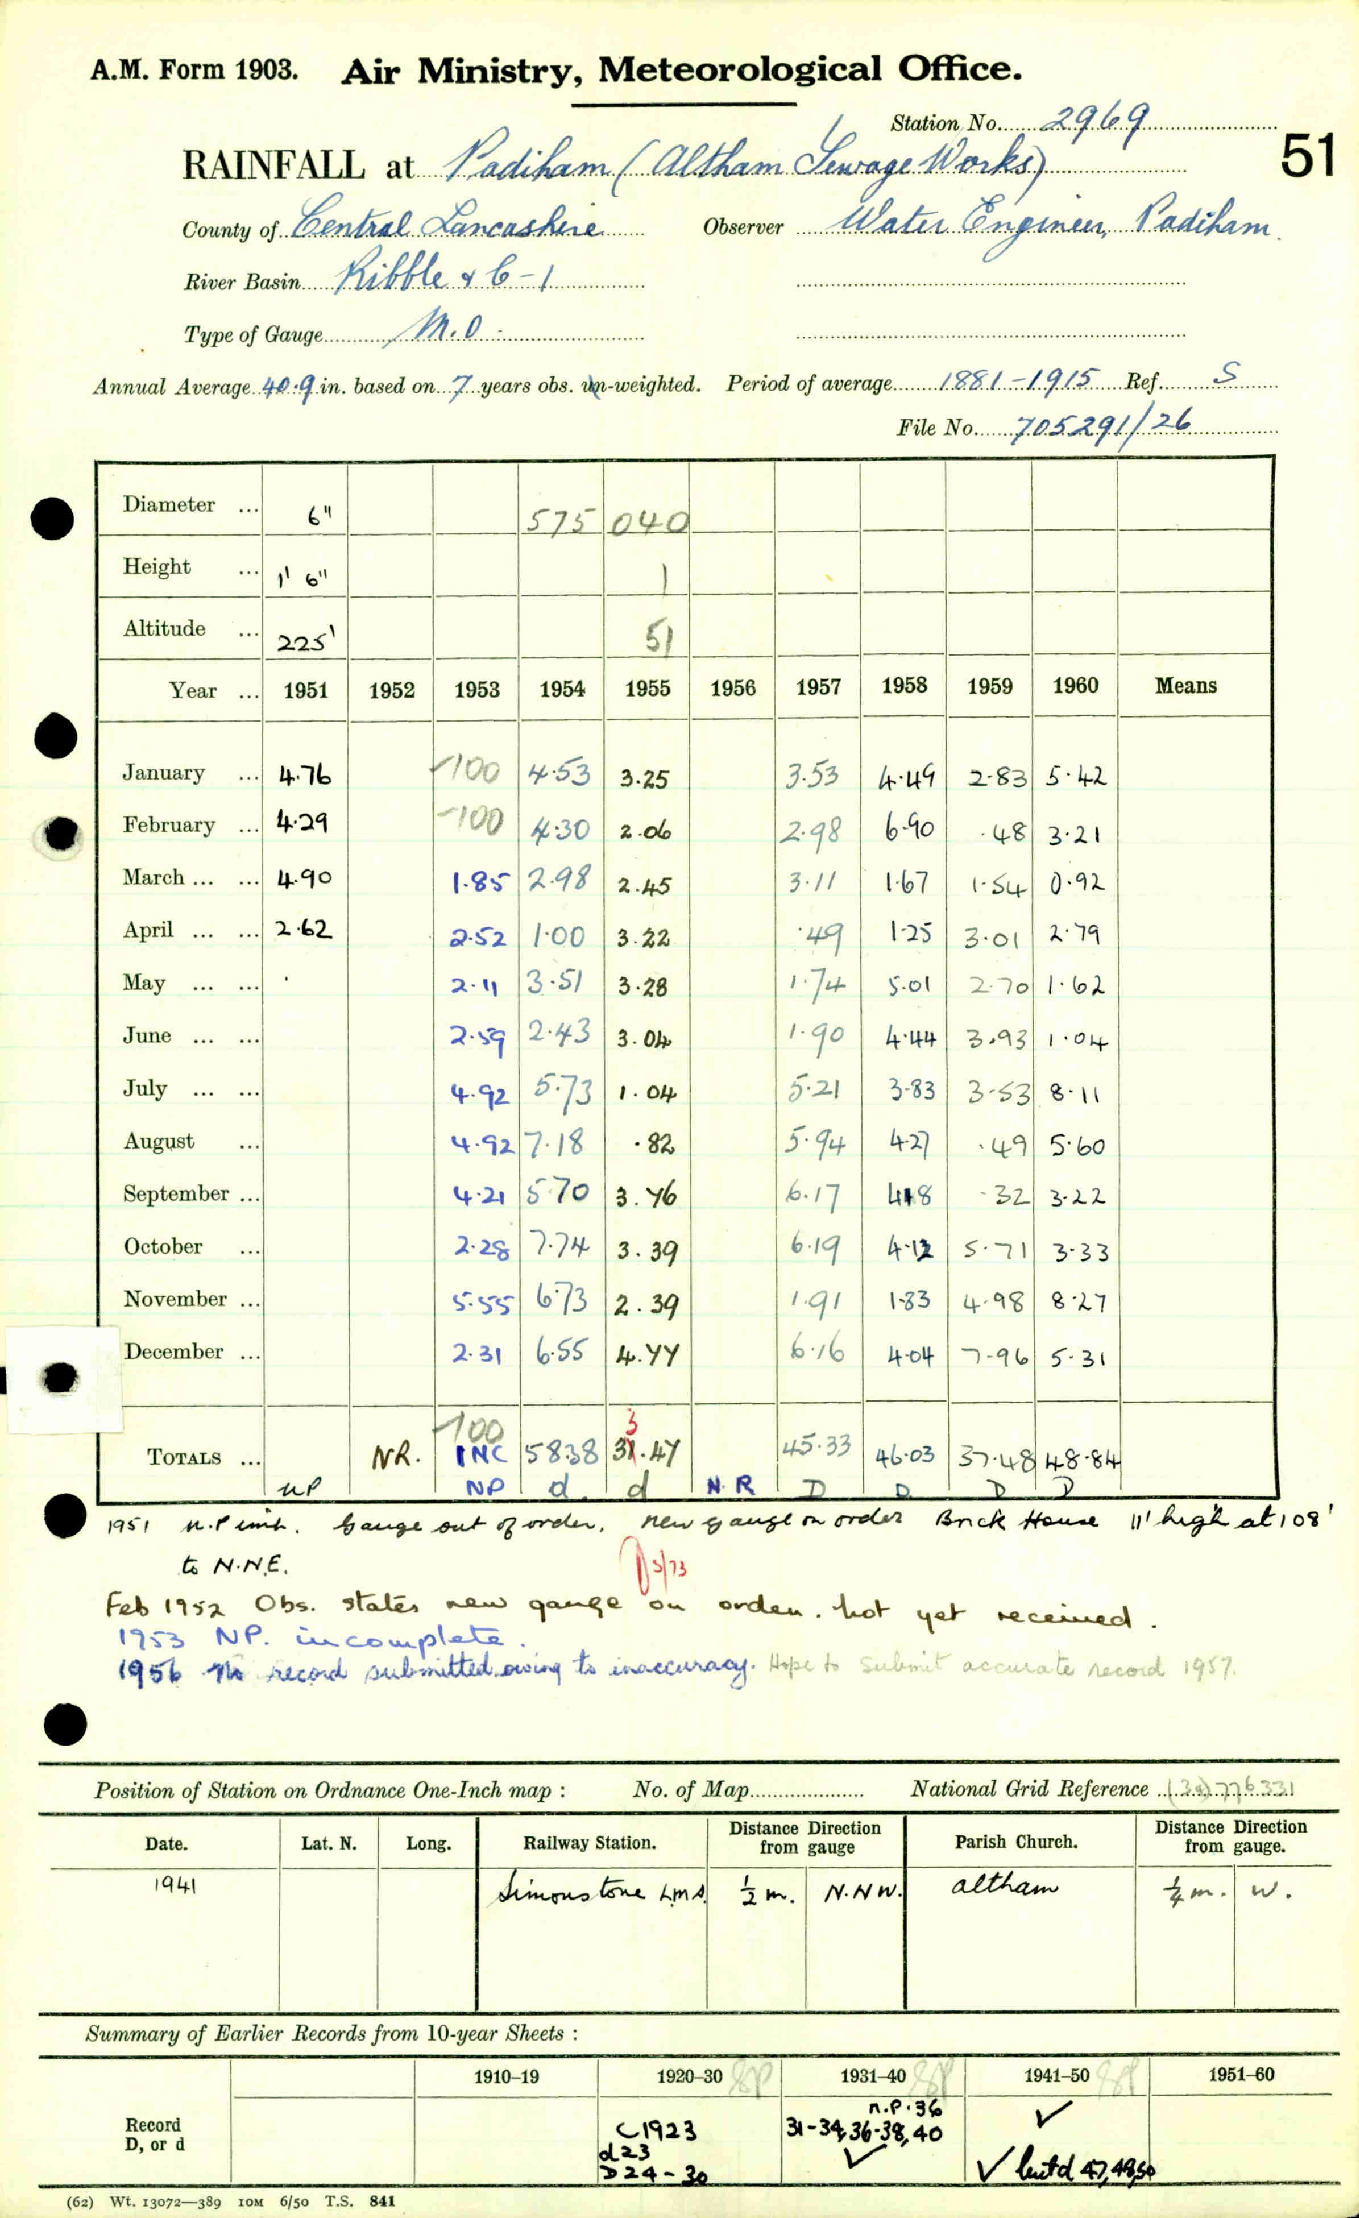 A.M. Form 1903. Air Ministry, Meteorological Office.
Station No. 2969
51
RAINFALL at Padiham (Altham Sewage Works)
County of Central Lancashire Observer Water Engineer, Padiham.
River Basin Ribble & C-1
Type of Gauge M.O.
Annual Average 40.9 in. based on 7 years obs. un-weighted. Period of average 1881-1915 Ref. S
File No. 705291/26
Diameter ... 6" 575 040
Height ... 1' 6" 1
Altitude ... 225' 51
Year ... 1951 1952 1953 1954 1955 1956 1957 1958 1959 1960 Means
January ... 4.76 -100 4.53 3.25 3.53 4.49 2.83 5.42
February ... 4.29 -100 4.30 2.06 2.98 6.90 .48 3.21
March ... ... 4.90 1.85 2.98 2.45 3.11 1.67 1.54 0.92
April ... ... 2.62 2.52 1.00 3.22 .49 1.25 3.01 2.79
May ... ... . 2.11 3.51 3.28 1.74 5.01 2.70 1.62
June ... ... 2.59 2.43 3.04 1.90 4.44 3.93 1.04
July ... ... 4.92 5.73 1.04 5.21 3.83 3.53 8.11
August ... 4.92 7.18 .82 5.94 4.27 .49 5.60
September ... 4.21 5.70 3.76 6.17 4.18 .32 3.22
October ... 2.28 7.74 3.39 6.19 4.12 5.71 3.33
November ... 5.55 6.73 2.39 1.91 1.83 4.98 8.27
December ... 2.31 6.55 4.77 6.16 4.04 7.96 5.31
-100 3
TOTALS ... NR. INC 58.38 31.47 45.33 46.03 37.48 48.84
NP NP d. d N.R D D D D
1951 N.P. Gauge out of order. New gauge on order Brick House 11' high at 108'
to N.N.E.
3/73
Feb 1952 Obs. states new gauge on order. Not yet received.
1953 NP. incomplete.
1956 No record submitted owing to inaccuracy. Hope to submit accurate record 1957.
Position of Station on Ordnance One-Inch map : No. of Map National Grid Reference (34) 776331
Date. Lat. N. Long. Railway Station. Distance from Direction gauge Parish Church. Distance from Direction gauge.
1941 Simonstone L.M.S. ½ m. N.N.W. Altham ¼ m. W.
Summary of Earlier Records from 10-year Sheets :
1910–19 1920–30 1931–40 1941–50 1951–60
Record D, or d
n.P. 36 ✓
C1923 31-34, 36-38, 40
d23 ✓
D24-30 ✓ but d 47, 49, 50
(62) Wt. 13072—389 10M 6/50 T.S. 841